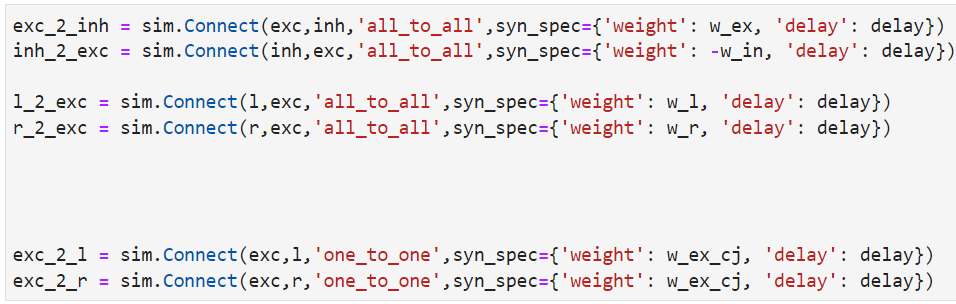 exc_2_inh = sim.Connect(exc,inh,'all_to_all',syn_spec={'weight': w_ex, 'delay': delay})
inh_2_exc = sim.Connect(inh,exc,'all_to_all',syn_spec={'weight': -w_in, 'delay': delay})
l_2_exc = sim.Connect(l,exc,'all_to_all',syn_spec={'weight': w_l, 'delay': delay})
r_2_exc = sim.Connect(r,exc,'all_to_all',syn_spec={'weight': w_r, 'delay': delay})
exc_2_l = sim.Connect(exc,l,'one_to_one',syn_spec={'weight': w_ex_cj, 'delay': delay})
exc_2_r = sim.Connect(exc,r,'one_to_one',syn_spec={'weight': w_ex_cj, 'delay': delay})